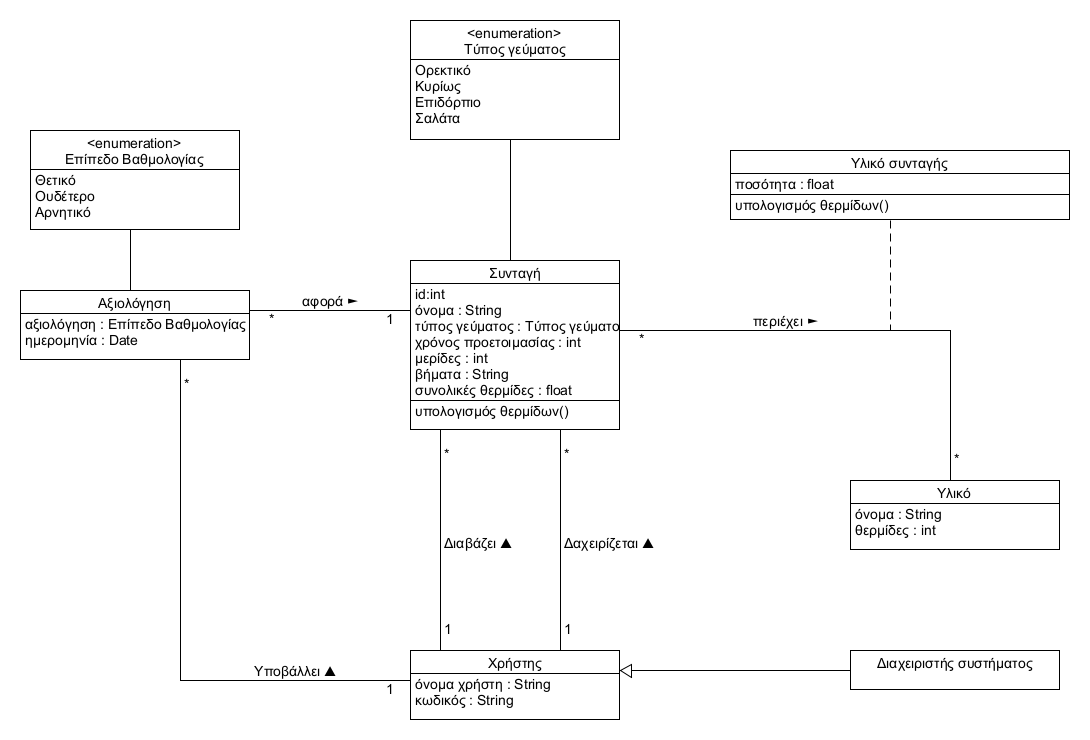 <enumeration>
Τύπος γεύματος
Ορεκτικό
Κυρίως
Επιδόρπιο
Σαλάτα
<enumeration>
Επίπεδο Βαθμολογίας
Θετικό
Ουδέτερο
Αρνητικό
Υλικό συνταγής
ποσότητα : float
υπολογισμός θερμίδων()
Αξιολόγηση
αξιολόγηση : Επίπεδο Βαθμολογίας
ημερομηνία : Date
αφορά ►
*
1
Συνταγή
id:int
όνομα : String
τύπος γεύματος : Τύπος γεύματο
χρόνος προετοιμασίας : int
μερίδες : int
βήματα : String
συνολικές θερμίδες : float
υπολογισμός θερμίδων()
περιέχει ►
*
*
Υλικό
όνομα : String
θερμίδες : int
*
*
*
Διαβάζει ▲
Δαχειρίζεται ▲
1
1
Υποβάλλει ▲
1
Χρήστης
όνομα χρήστη : String
κωδικός : String
Διαχειριστής συστήματος